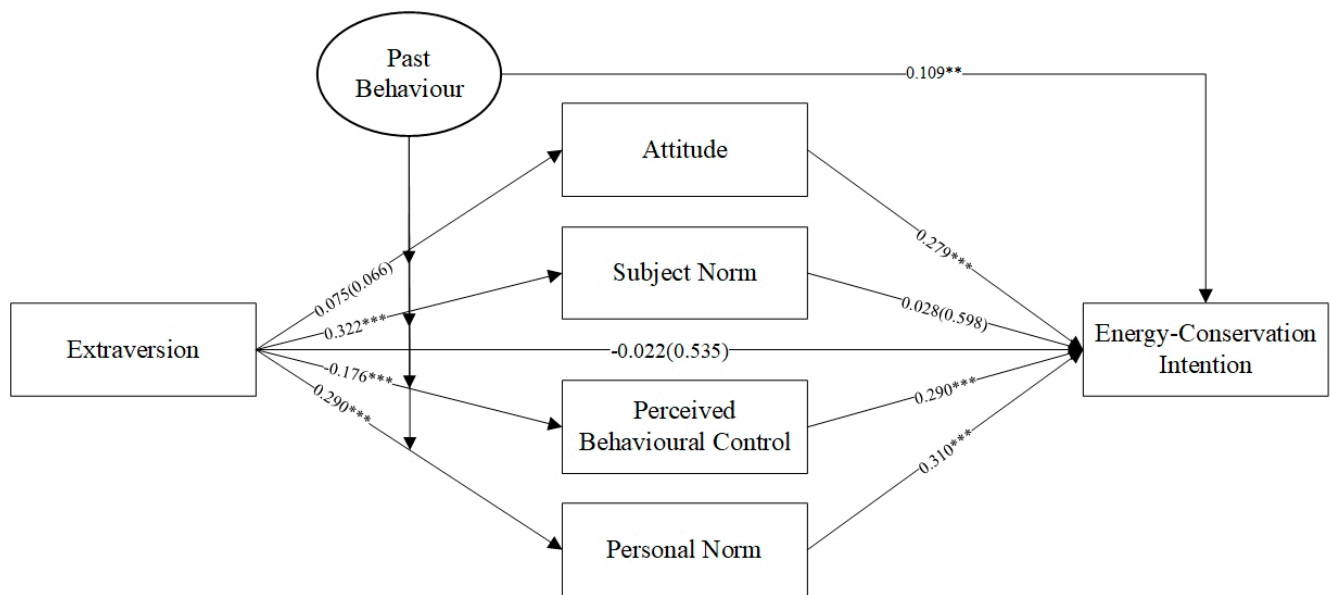 Past
Behaviour
0.109**
Attitude
0.279***
0.075(0.066)
Subject Norm
0.322***
0.028(0.598)
Extraversion
-0.022(0.535)
Energy-Conservation
Intention
-0.176***
0.290***
Perceived
Behavioural Control
0.290***
0.310***
Personal Norm